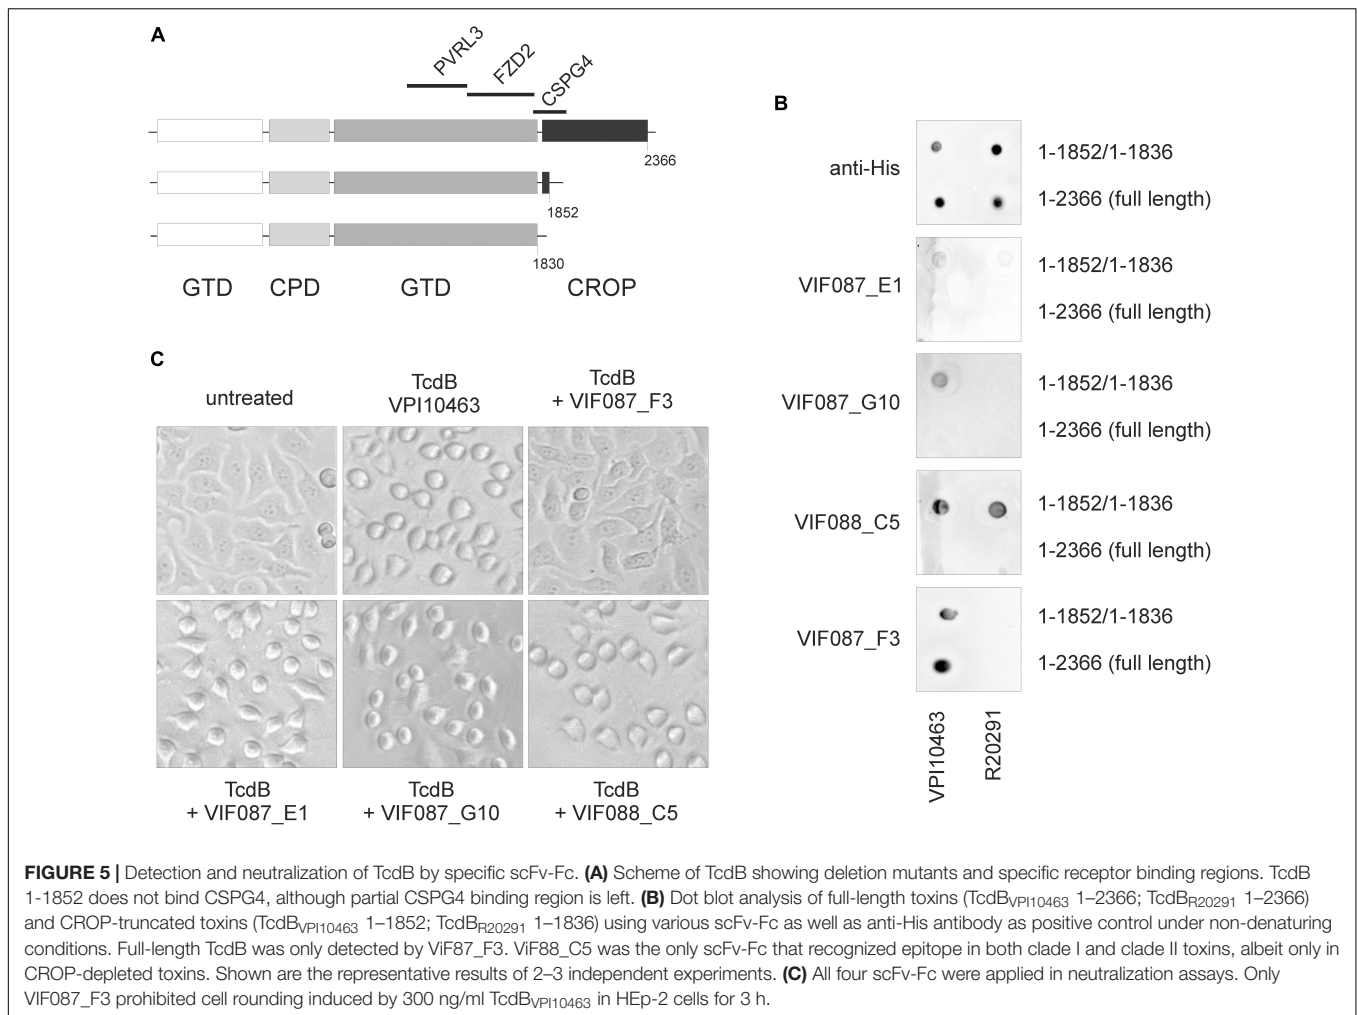 A
PVRL3
FZD2
CSPG4
2366
1852
1830
GTD CPD GTD CROP
B
anti-His
1-1852/1-1836
1-2366 (full length)
VIF087_E1
1-1852/1-1836
1-2366 (full length)
VIF087_G10
1-1852/1-1836
1-2366 (full length)
VIF088_C5
1-1852/1-1836
1-2366 (full length)
VIF087_F3
1-1852/1-1836
1-2366 (full length)
VPI10463
R20291
C
untreated
TcdB
VPI10463
TcdB
+ VIF087_F3
TcdB
+ VIF087_E1
TcdB
+ VIF087_G10
TcdB
+ VIF088_C5
FIGURE 5 | Detection and neutralization of TcdB by specific scFv-Fc. (A) Scheme of TcdB showing deletion mutants and specific receptor binding regions. TcdB
1-1852 does not bind CSPG4, although partial CSPG4 binding region is left. (B) Dot blot analysis of full-length toxins (TcdBVPI10463 1–2366; TcdBR20291 1–2366)
and CROP-truncated toxins (TcdBVPI10463 1–1852; TcdBR20291 1–1836) using various scFv-Fc as well as anti-His antibody as positive control under non-denaturing
conditions. Full-length TcdB was only detected by ViF87_F3. ViF88_C5 was the only scFv-Fc that recognized epitope in both clade I and clade II toxins, albeit only in
CROP-depleted toxins. Shown are the representative results of 2–3 independent experiments. (C) All four scFv-Fc were applied in neutralization assays. Only
VIF087_F3 prohibited cell rounding induced by 300 ng/ml TcdBVPI10463 in HEp-2 cells for 3 h.